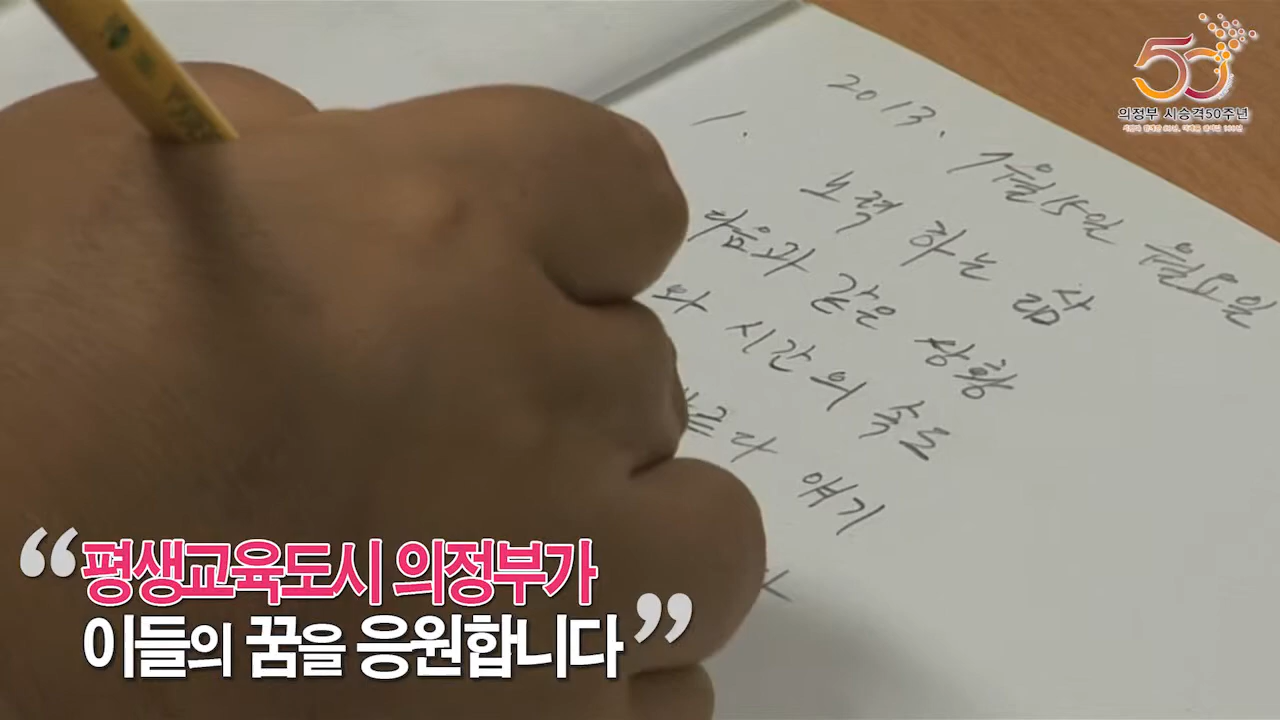 50
의정부 시승격50주년
2013. 7월 15일 월요일
1.
노력 하는 삶
다음과 같은 상황
와 시간의 속도
다 얘기
“평생교육도시 의정부가
이들의 꿈을 응원합니다”